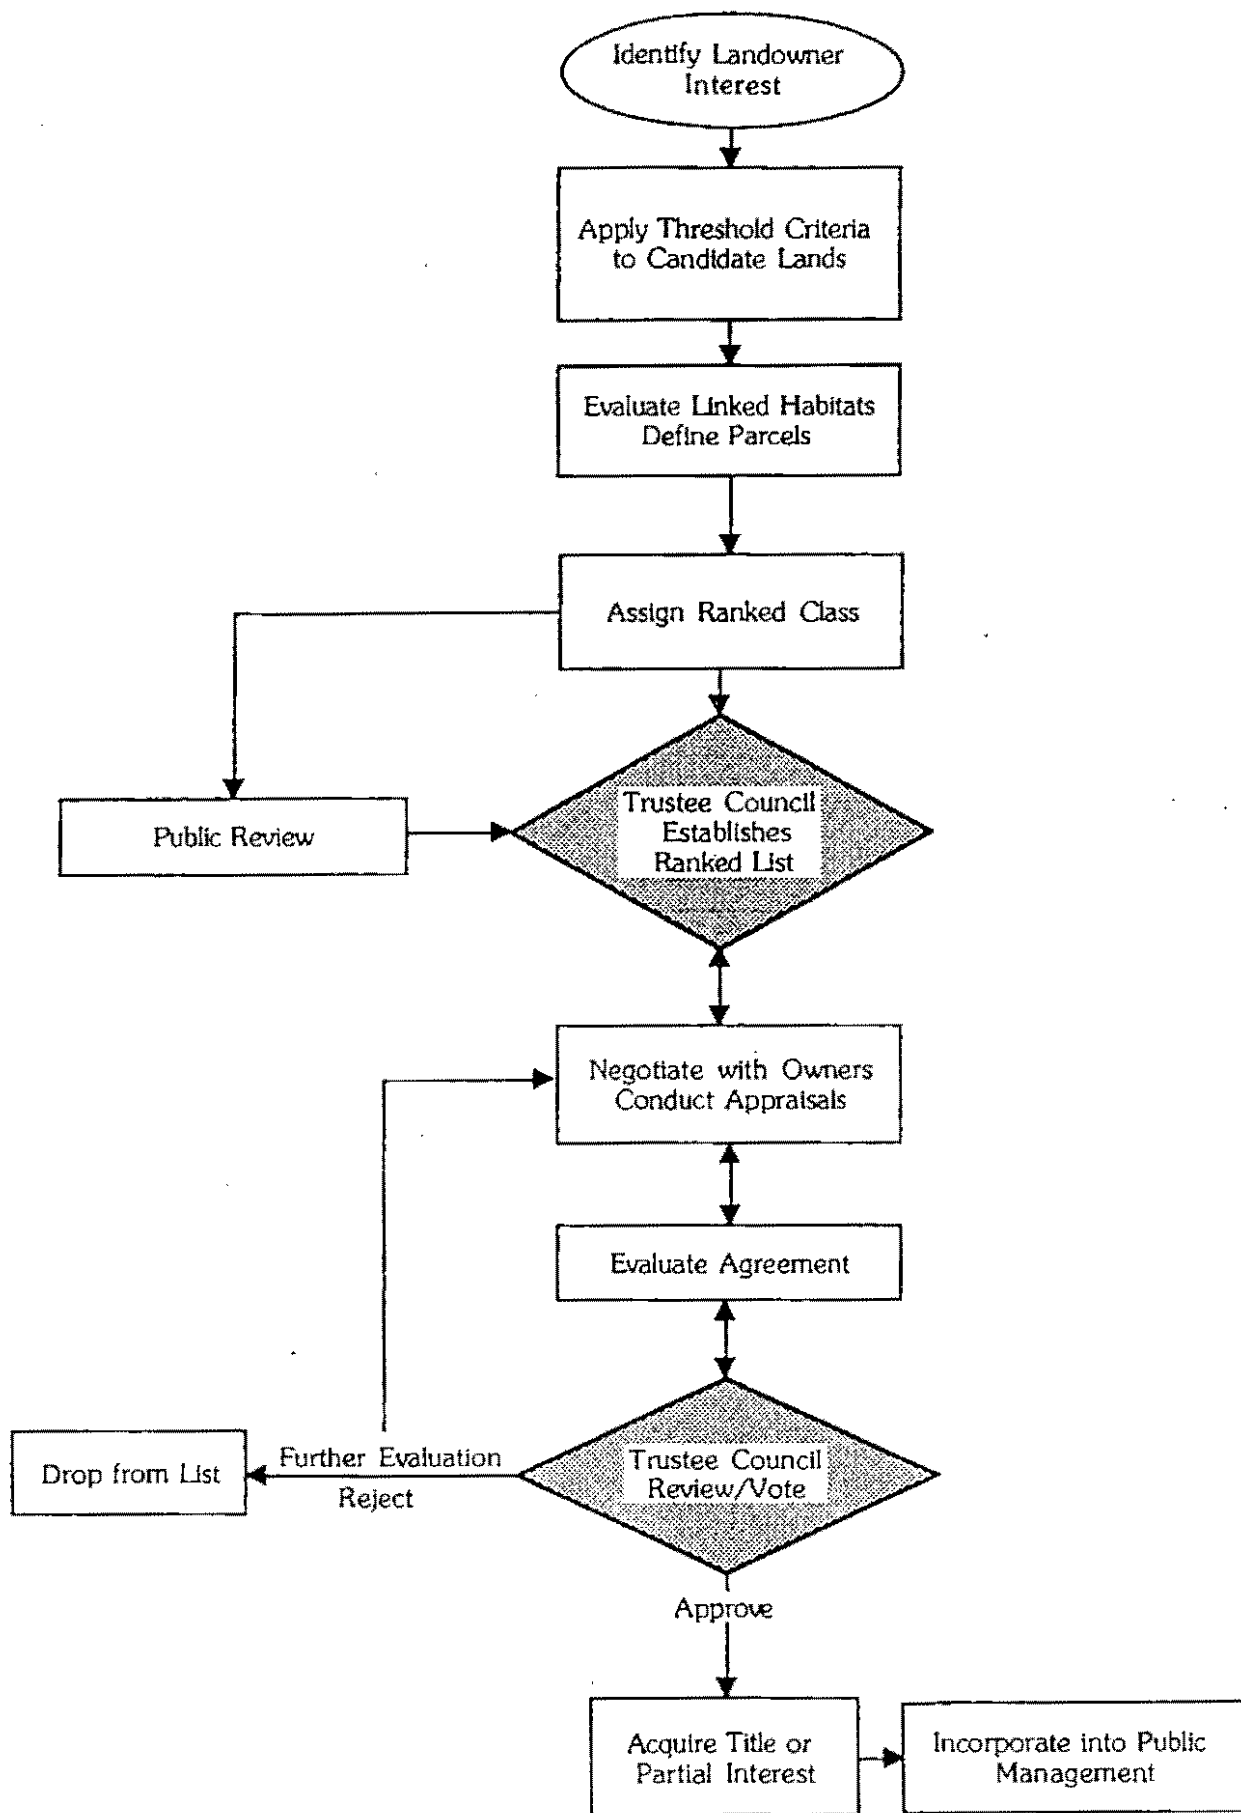 Identify Landowner
Interest
Apply Threshold Criteria
to Candidate Lands
Evaluate Linked Habitats
Define Parcels
Assign Ranked Class
Public Review
Trustee Council
Establishes
Ranked List
Negotiate with Owners
Conduct Appraisals
Evaluate Agreement
Drop from List
Further Evaluation
Reject
Trustee Council
Review/Vote
Approve
Acquire Title or
Partial Interest
Incorporate into Public
Management